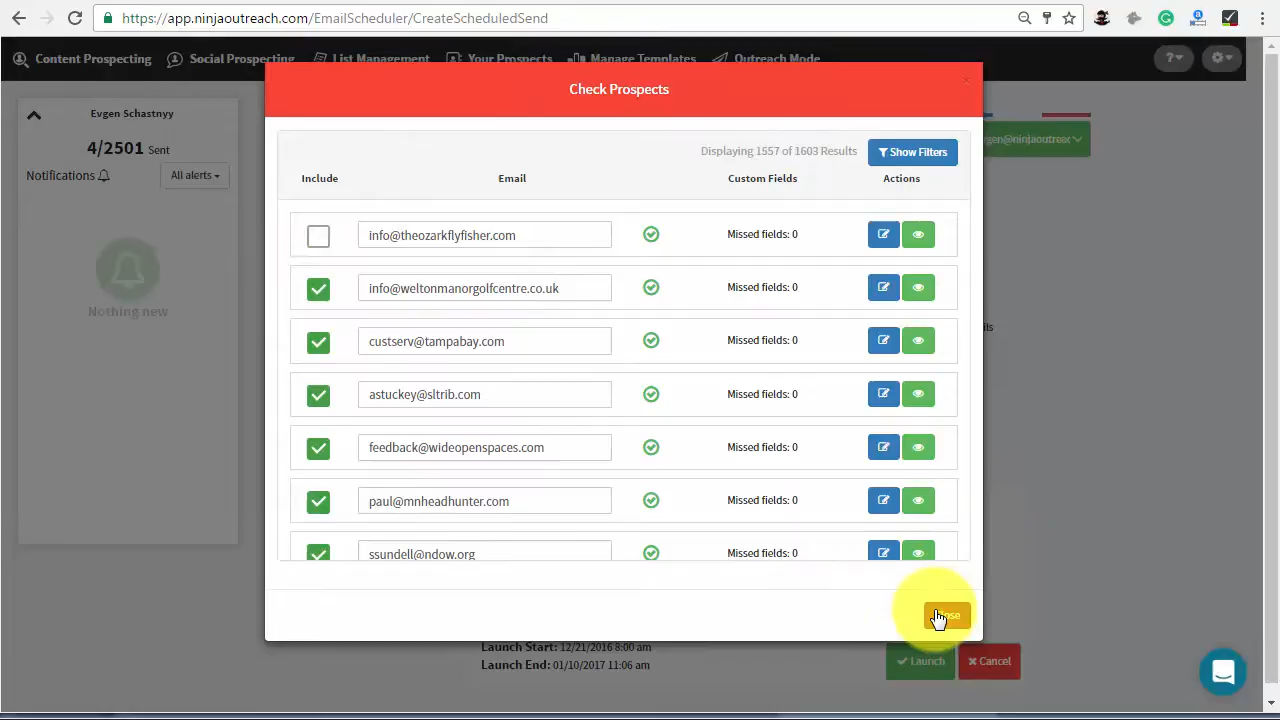 https://app.ninjaoutreach.com/EmailScheduler/CreateScheduledSend
Content Prospecting Social Prospecting List Management Your Prospects Manage Templates Outreach Mode
Evgen Schastnyy
4/2501 Sent
Notifications All alerts
Nothing new
Check Prospects
Displaying 1557 of 1603 Results Show Filters
Include Email Custom Fields Actions
info@theozarkflyfisher.com Missed fields: 0
info@weltonmanorgolfcentre.co.uk Missed fields: 0
custserv@tampabay.com Missed fields: 0
astuckey@sltrib.com Missed fields: 0
feedback@wideopenspaces.com Missed fields: 0
paul@mnheadhunter.com Missed fields: 0
ssundell@ndow.org Missed fields: 0
Close
Launch Start: 12/21/2016 8:00 am
Launch End: 01/10/2017 11:06 am
Launch Cancel